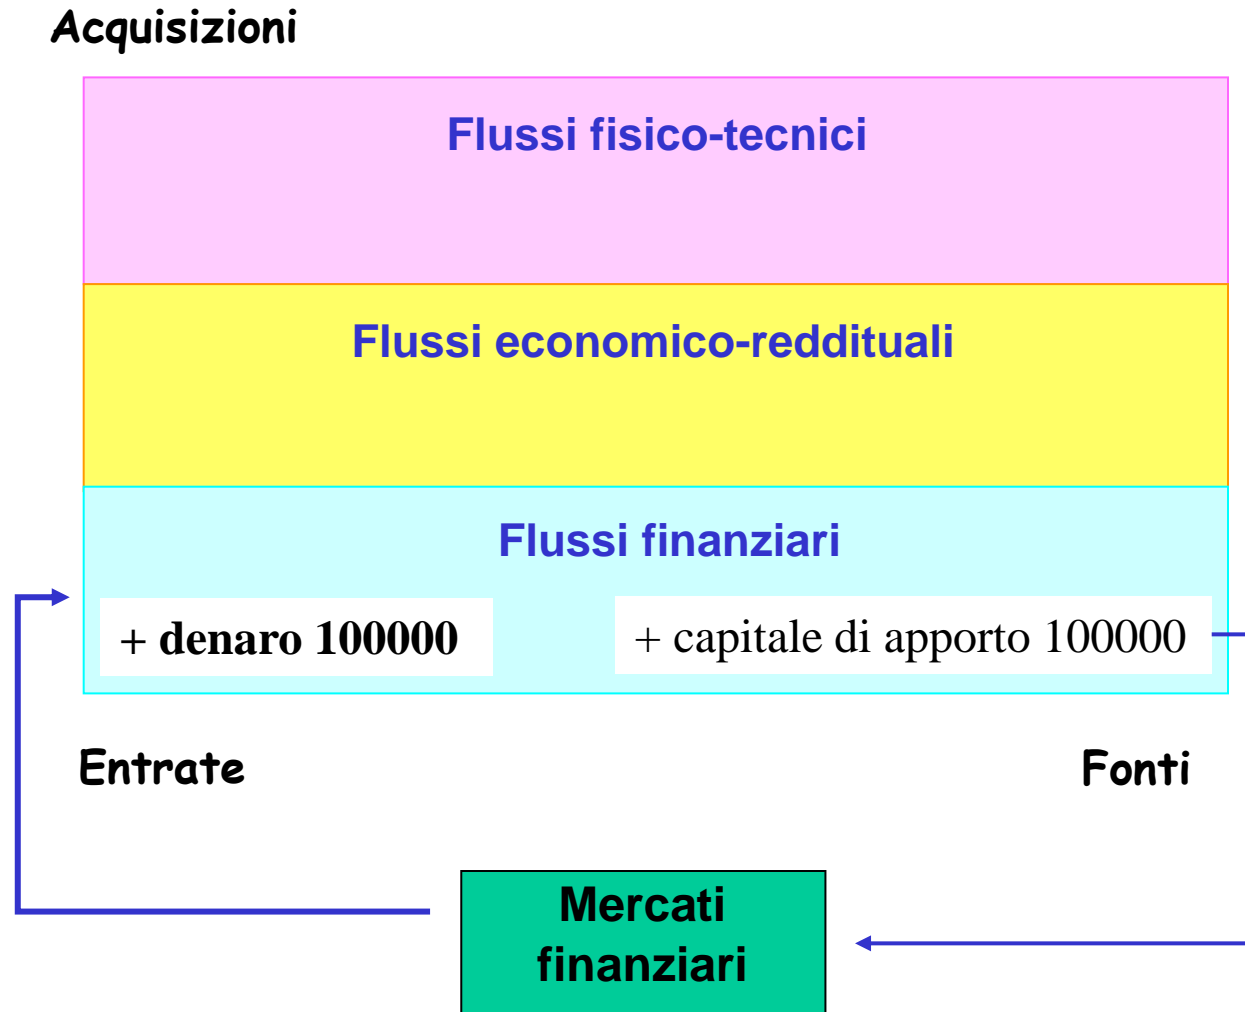 Acquisizioni
Flussi fisico-tecnici
Flussi economico-reddituali
Flussi finanziari
+ denaro 100000
+ capitale di apporto 100000
Entrate
Fonti
Mercati
finanziari